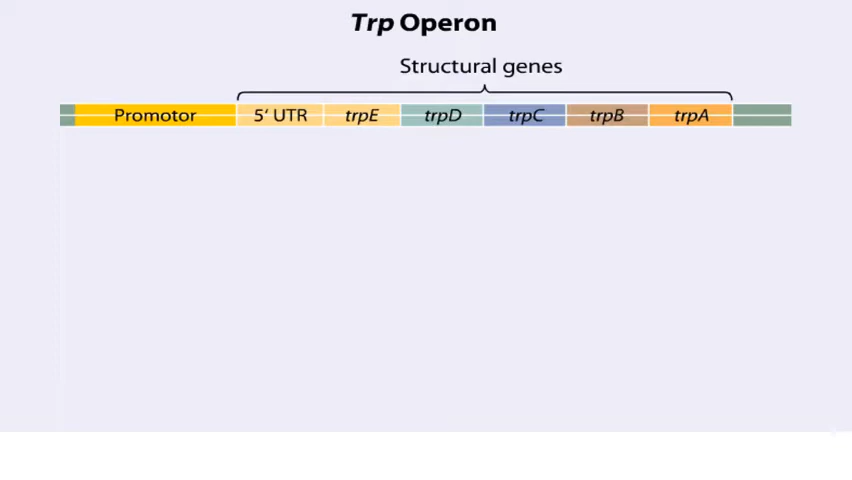 Trp Operon
Structural genes
Promotor 5‘ UTR trpE trpD trpC trpB trpA